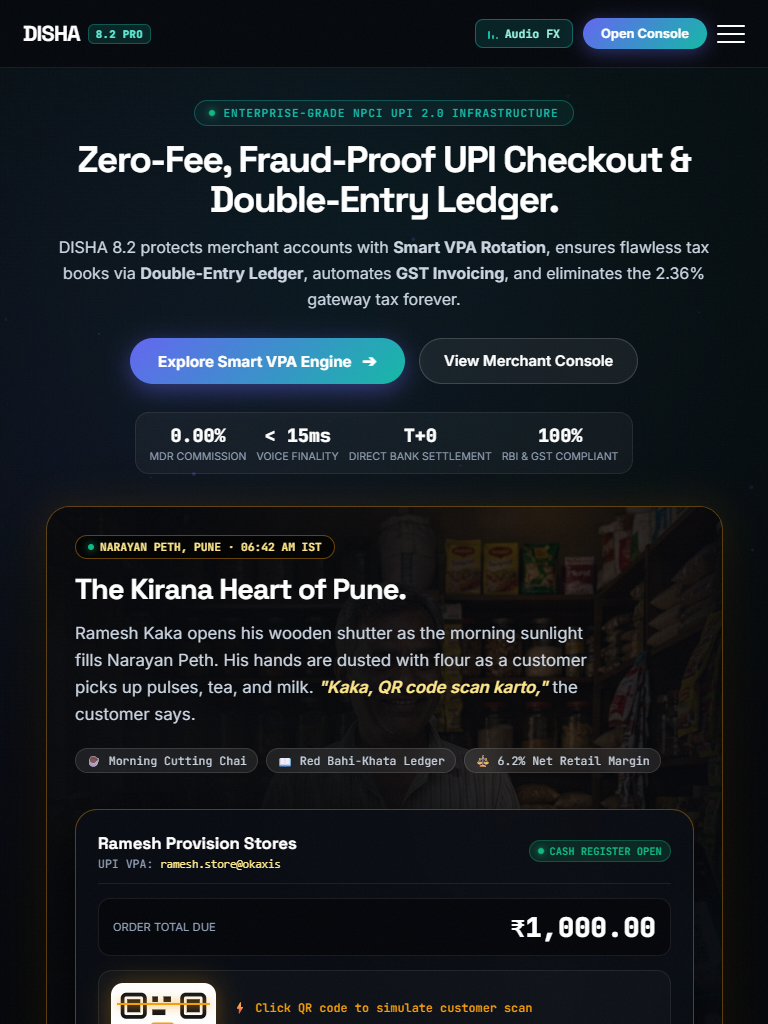 DISHA 8.2 PRO Audio FX Open Console
ENTERPRISE-GRADE NPCI UPI 2.0 INFRASTRUCTURE
Zero-Fee, Fraud-Proof UPI Checkout &
Double-Entry Ledger.
DISHA 8.2 protects merchant accounts with Smart VPA Rotation, ensures flawless tax
books via Double-Entry Ledger, automates GST Invoicing, and eliminates the 2.36%
gateway tax forever.
Explore Smart VPA Engine ➔ View Merchant Console
0.00% < 15ms T+0 100%
MDR COMMISSION VOICE FINALITY DIRECT BANK SETTLEMENT RBI & GST COMPLIANT
NARAYAN PETH, PUNE · 06:42 AM IST
The Kirana Heart of Pune.
Ramesh Kaka opens his wooden shutter as the morning sunlight
fills Narayan Peth. His hands are dusted with flour as a customer
picks up pulses, tea, and milk. "Kaka, QR code scan karto," the
customer says.
Morning Cutting Chai Red Bahi-Khata Ledger 6.2% Net Retail Margin
Ramesh Provision Stores
UPI VPA: ramesh.store@okaxis
CASH REGISTER OPEN
ORDER TOTAL DUE ₹1,000.00
Click QR code to simulate customer scan